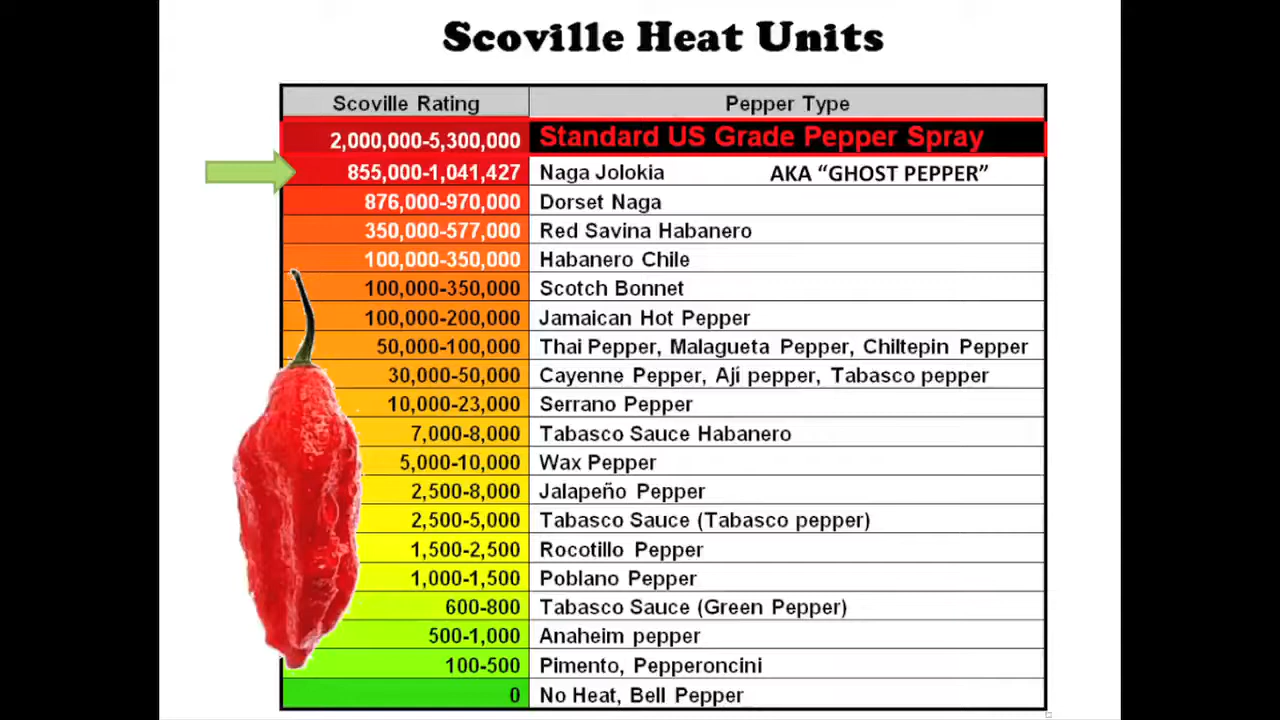 Scoville Heat Units
Scoville Rating Pepper Type
2,000,000-5,300,000 Standard US Grade Pepper Spray
855,000-1,041,427 Naga Jolokia AKA “GHOST PEPPER”
876,000-970,000 Dorset Naga
350,000-577,000 Red Savina Habanero
100,000-350,000 Habanero Chile
100,000-350,000 Scotch Bonnet
100,000-200,000 Jamaican Hot Pepper
50,000-100,000 Thai Pepper, Malagueta Pepper, Chiltepin Pepper
30,000-50,000 Cayenne Pepper, Ají pepper, Tabasco pepper
10,000-23,000 Serrano Pepper
7,000-8,000 Tabasco Sauce Habanero
5,000-10,000 Wax Pepper
2,500-8,000 Jalapeño Pepper
2,500-5,000 Tabasco Sauce (Tabasco pepper)
1,500-2,500 Rocotillo Pepper
1,000-1,500 Poblano Pepper
600-800 Tabasco Sauce (Green Pepper)
500-1,000 Anaheim pepper
100-500 Pimento, Pepperoncini
0 No Heat, Bell Pepper